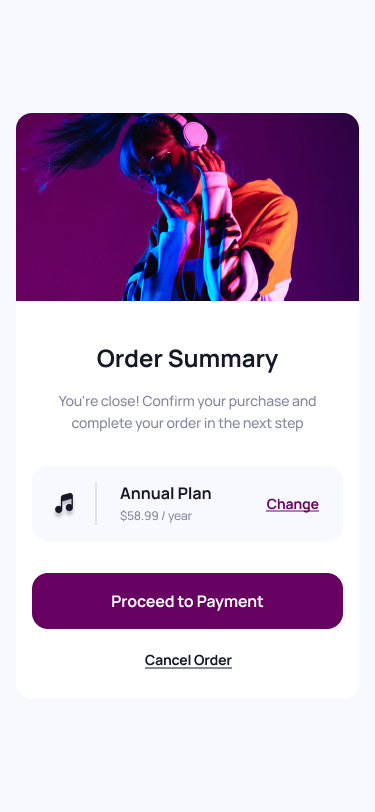 Order Summary
You're close! Confirm your purchase and
complete your order in the next step
Annual Plan
$58.99 / year
Change
Proceed to Payment
Cancel Order